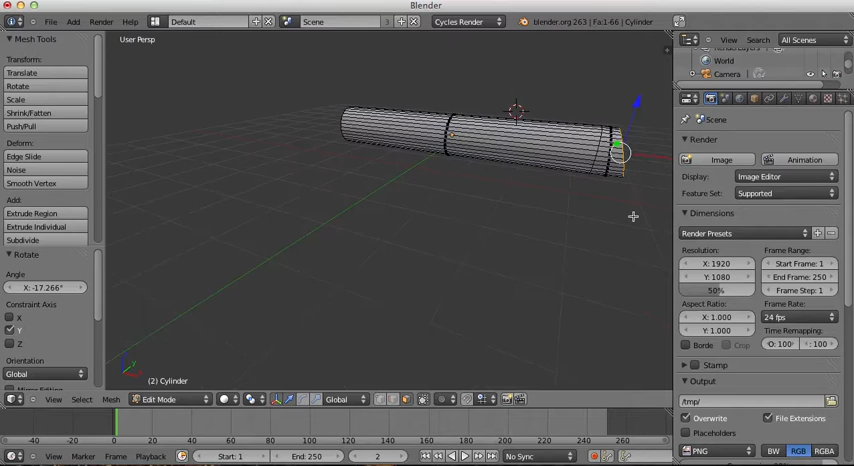 Blender
File Add Render Help Default Scene 3 Cycles Render blender.org 263 | Fa:1-66 | Cylinder View Search All Scenes
Mesh Tools
Transform:
Translate
Rotate
Scale
Shrink/Fatten
Push/Pull
Deform:
Edge Slide
Noise
Smooth Vertex
Add:
Extrude Region
Extrude Individual
Subdivide
Rotate
Angle
X: -17.266°
Constraint Axis
X
Y
Z
Orientation
Global
User Persp
(2) Cylinder
View Select Mesh Edit Mode Global
World
Camera
Scene
Render
Image Animation
Display: Image Editor
Feature Set: Supported
Dimensions
Render Presets
Resolution: Frame Range:
X: 1920 Start Frame: 1
Y: 1080 End Frame: 250
50% Frame Step: 1
Aspect Ratio: Frame Rate:
X: 1.000 24 fps
Y: 1.000 Time Remapping:
Borde Crop O: 100 : 100
Stamp
Output
/tmp/
Overwrite File Extensions
Placeholders
PNG BW RGB RGBA
-40 -20 0 20 40 60 80 100 120 140 160 180 200 220 240 260
View Marker Frame Playback Start: 1 End: 250 2 No Sync